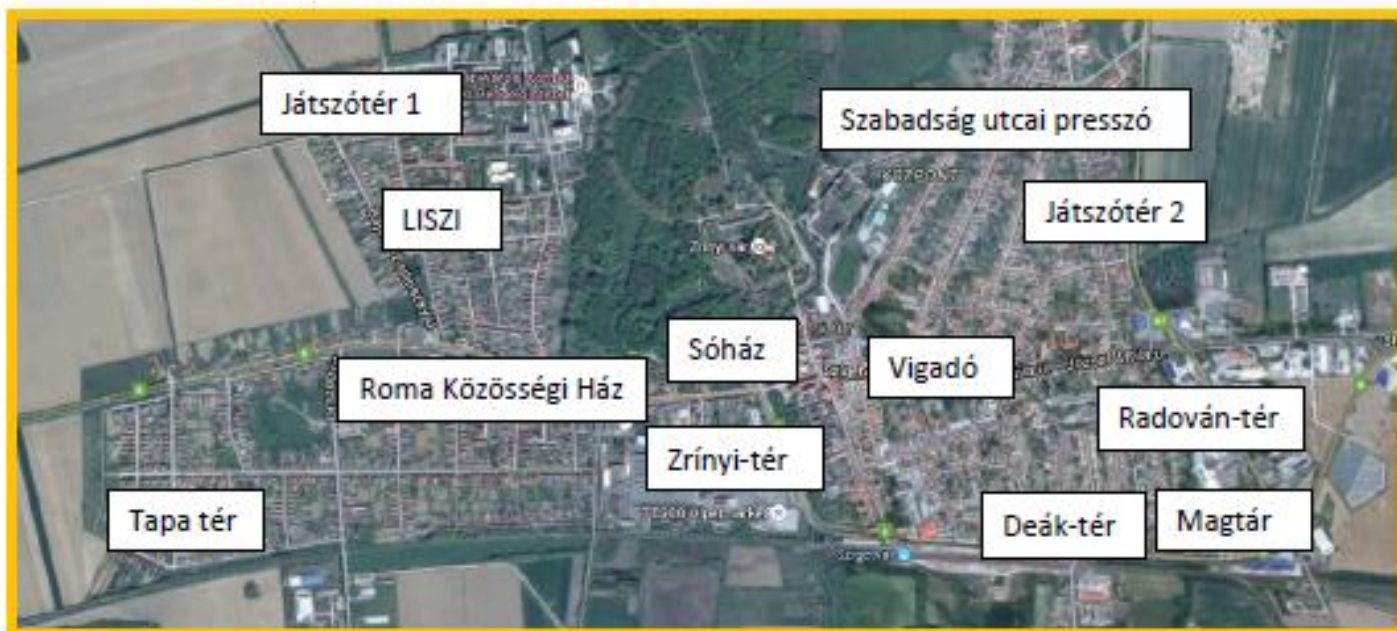 Játszótér 1
Szabadság utcai presszó
KÖZPONT
LISZI
Játszótér 2
Sóház
Vigadó
Roma Közösségi Ház
Radován-tér
Zrínyi-tér
Tapa tér
Deák-tér
Magtár